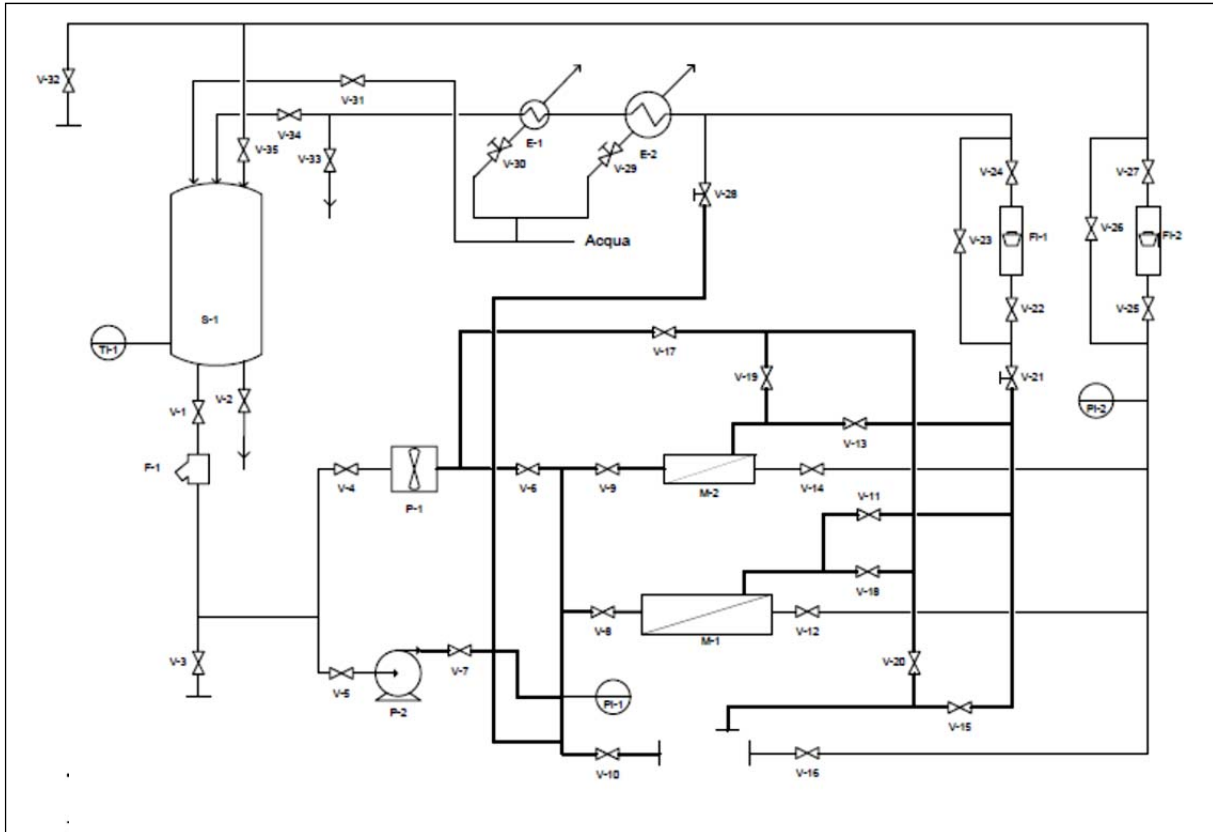 V-32
V-31
V-34
V-35
V-33
E-1
E-2
V-30
V-29
V-28
Acqua
V-24
V-27
V-23
FI-1
V-26
FI-2
V-22
V-25
S-1
TI-1
V-17
V-19
V-21
PI-2
V-1
V-2
V-13
F-1
V-4
P-1
V-6
V-9
M-2
V-14
V-11
V-18
V-8
M-1
V-12
V-3
V-5
P-2
V-7
V-20
PI-1
V-15
V-10
V-16
.
.